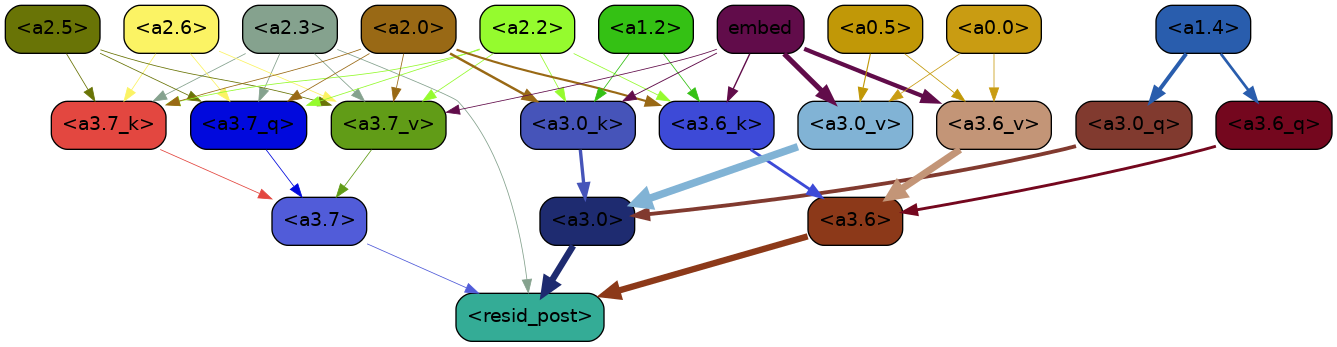 <a2.5> <a2.6> <a2.3> <a2.0> <a2.2> <a1.2> embed <a0.5> <a0.0> <a1.4>
<a3.7_k> <a3.7_q> <a3.7_v> <a3.0_k> <a3.6_k> <a3.0_v> <a3.6_v> <a3.0_q> <a3.6_q>
<a3.7> <a3.0> <a3.6>
<resid_post>